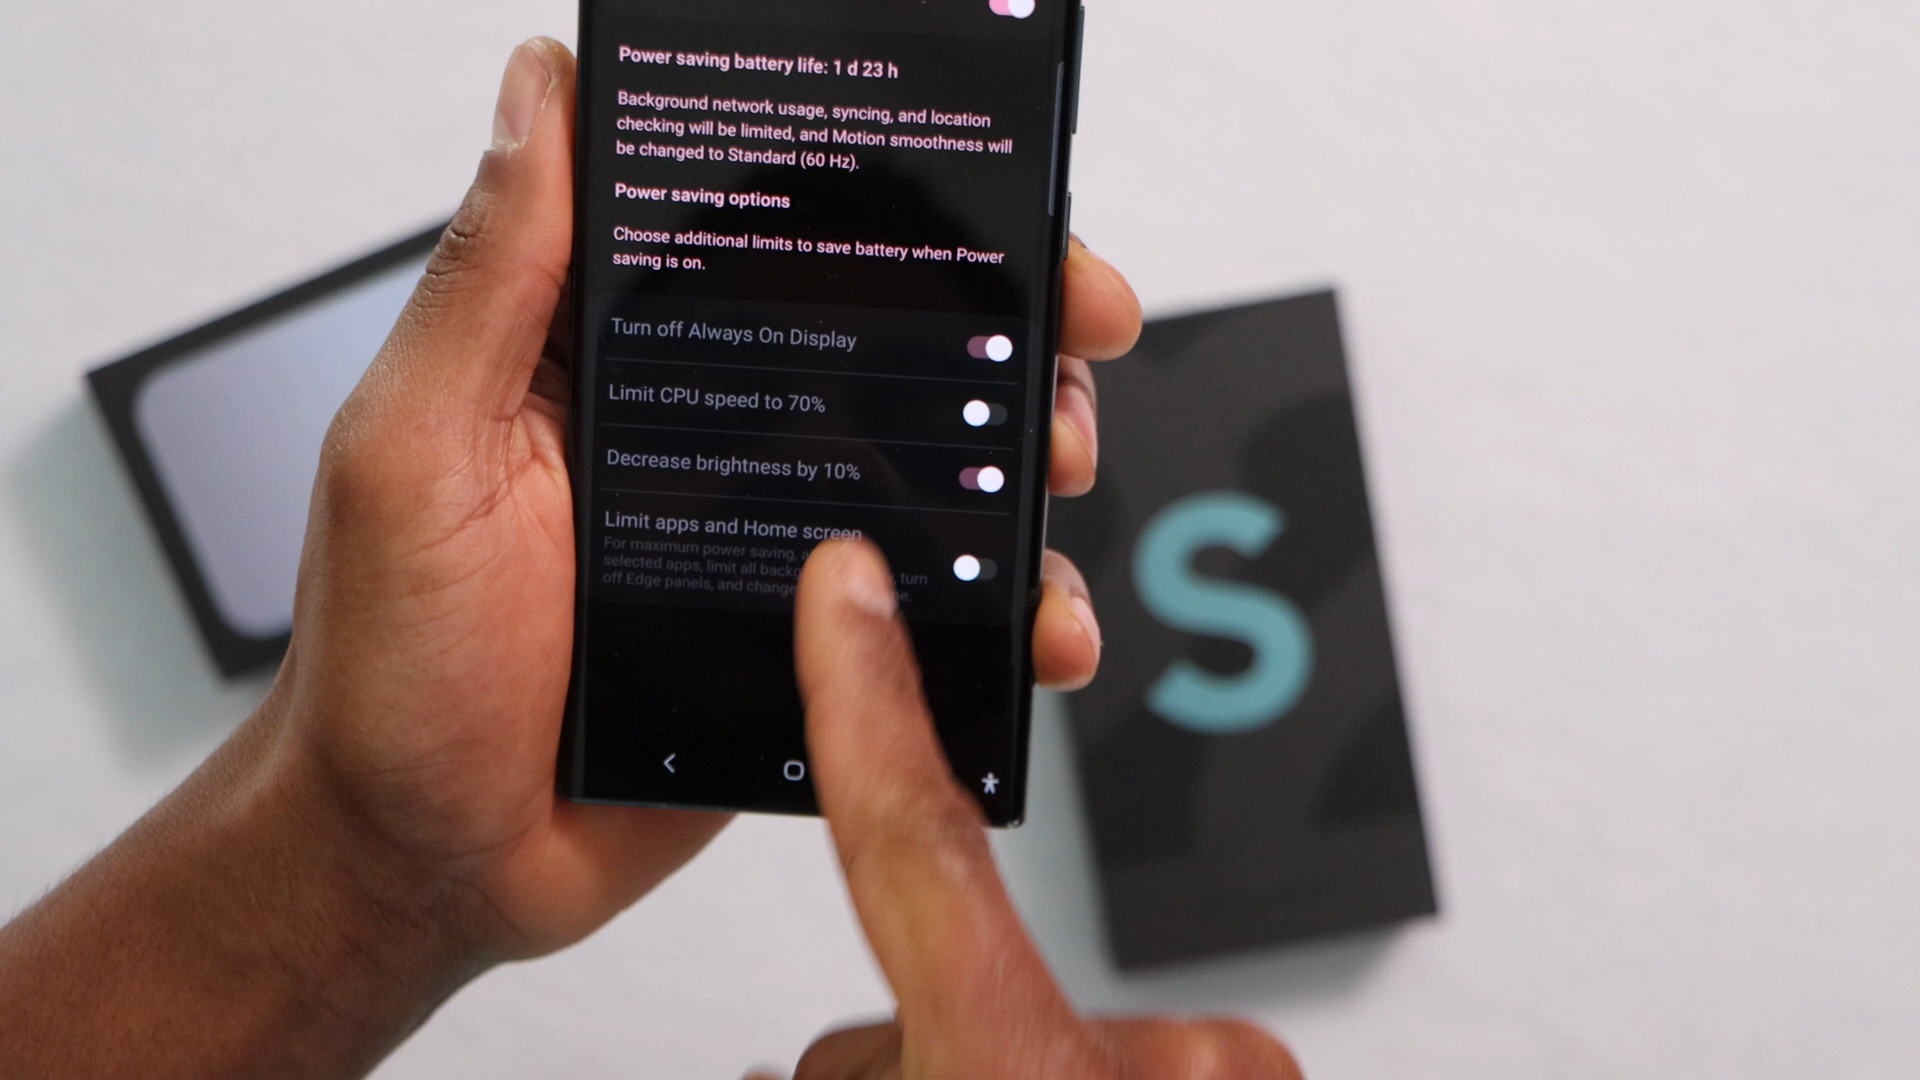 Power saving battery life: 1 d 23 h
Background network usage, syncing, and location
checking will be limited, and Motion smoothness will
be changed to Standard (60 Hz).
Power saving options
Choose additional limits to save battery when Power
saving is on.
Turn off Always On Display
Limit CPU speed to 70%
Decrease brightness by 10%
Limit apps and Home screen
For maximum power saving,
selected apps, limit all turn
off Edge panels, and change
S